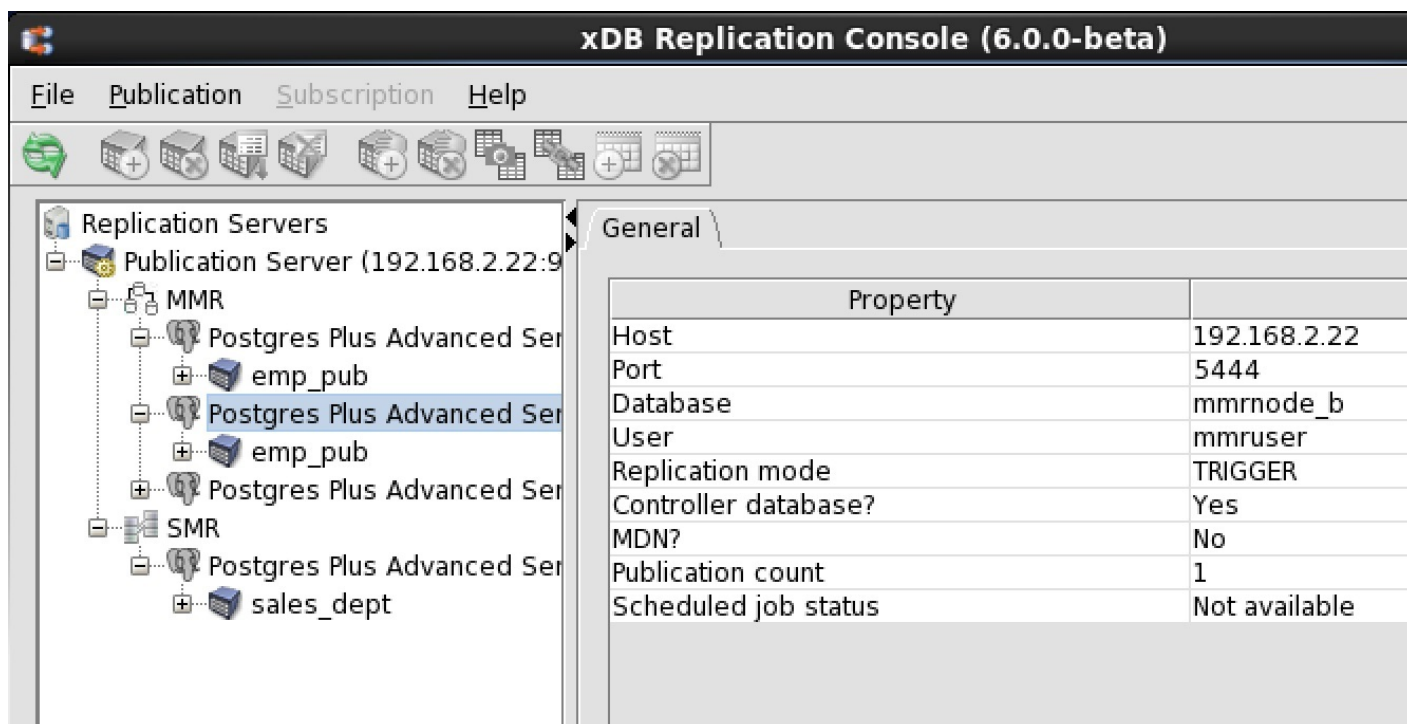 xDB Replication Console (6.0.0-beta)
File Publication Subscription Help
Replication Servers
Publication Server (192.168.2.22:9
MMR
Postgres Plus Advanced Ser
emp_pub
Postgres Plus Advanced Ser
emp_pub
Postgres Plus Advanced Ser
SMR
Postgres Plus Advanced Ser
sales_dept
General
Property
Host 192.168.2.22
Port 5444
Database mmrnode_b
User mmruser
Replication mode TRIGGER
Controller database? Yes
MDN? No
Publication count 1
Scheduled job status Not available